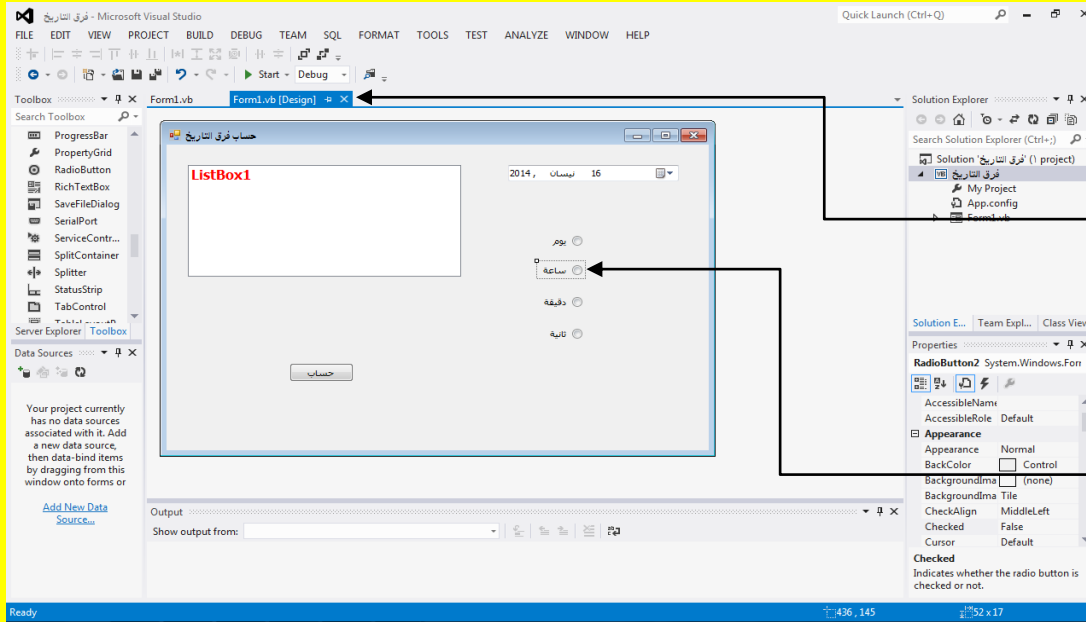 فرق التاريخ - Microsoft Visual Studio
Quick Launch (Ctrl+Q)
FILE EDIT VIEW PROJECT BUILD DEBUG TEAM SQL FORMAT TOOLS TEST ANALYZE WINDOW HELP
Start Debug
Toolbox
Search Toolbox
ProgressBar
PropertyGrid
RadioButton
RichTextBox
SaveFileDialog
SerialPort
ServiceContr...
SplitContainer
Splitter
StatusStrip
TabControl
Server Explorer Toolbox
Data Sources
Your project currently
has no data sources
associated with it. Add
a new data source,
then data-bind items
by dragging from this
window onto forms or
Add New Data
Source...
Form1.vb Form1.vb [Design]
حساب فرق التاريخ
ListBox1
16 نيسان , 2014
يوم
ساعة
دقيقة
ثانية
حساب
Output
Show output from:
Solution Explorer
Search Solution Explorer (Ctrl+;)
Solution 'فرق التاريخ' (١ project)
فرق التاريخ
My Project
App.config
Form1.vb
Solution E... Team Expl... Class View
Properties
RadioButton2 System.Windows.Forr
AccessibleName
AccessibleRole Default
Appearance
Appearance Normal
BackColor Control
BackgroundIma (none)
BackgroundIma Tile
CheckAlign MiddleLeft
Checked False
Cursor Default
Checked
Indicates whether the radio button is
checked or not.
Ready 436 , 145 52 x 17